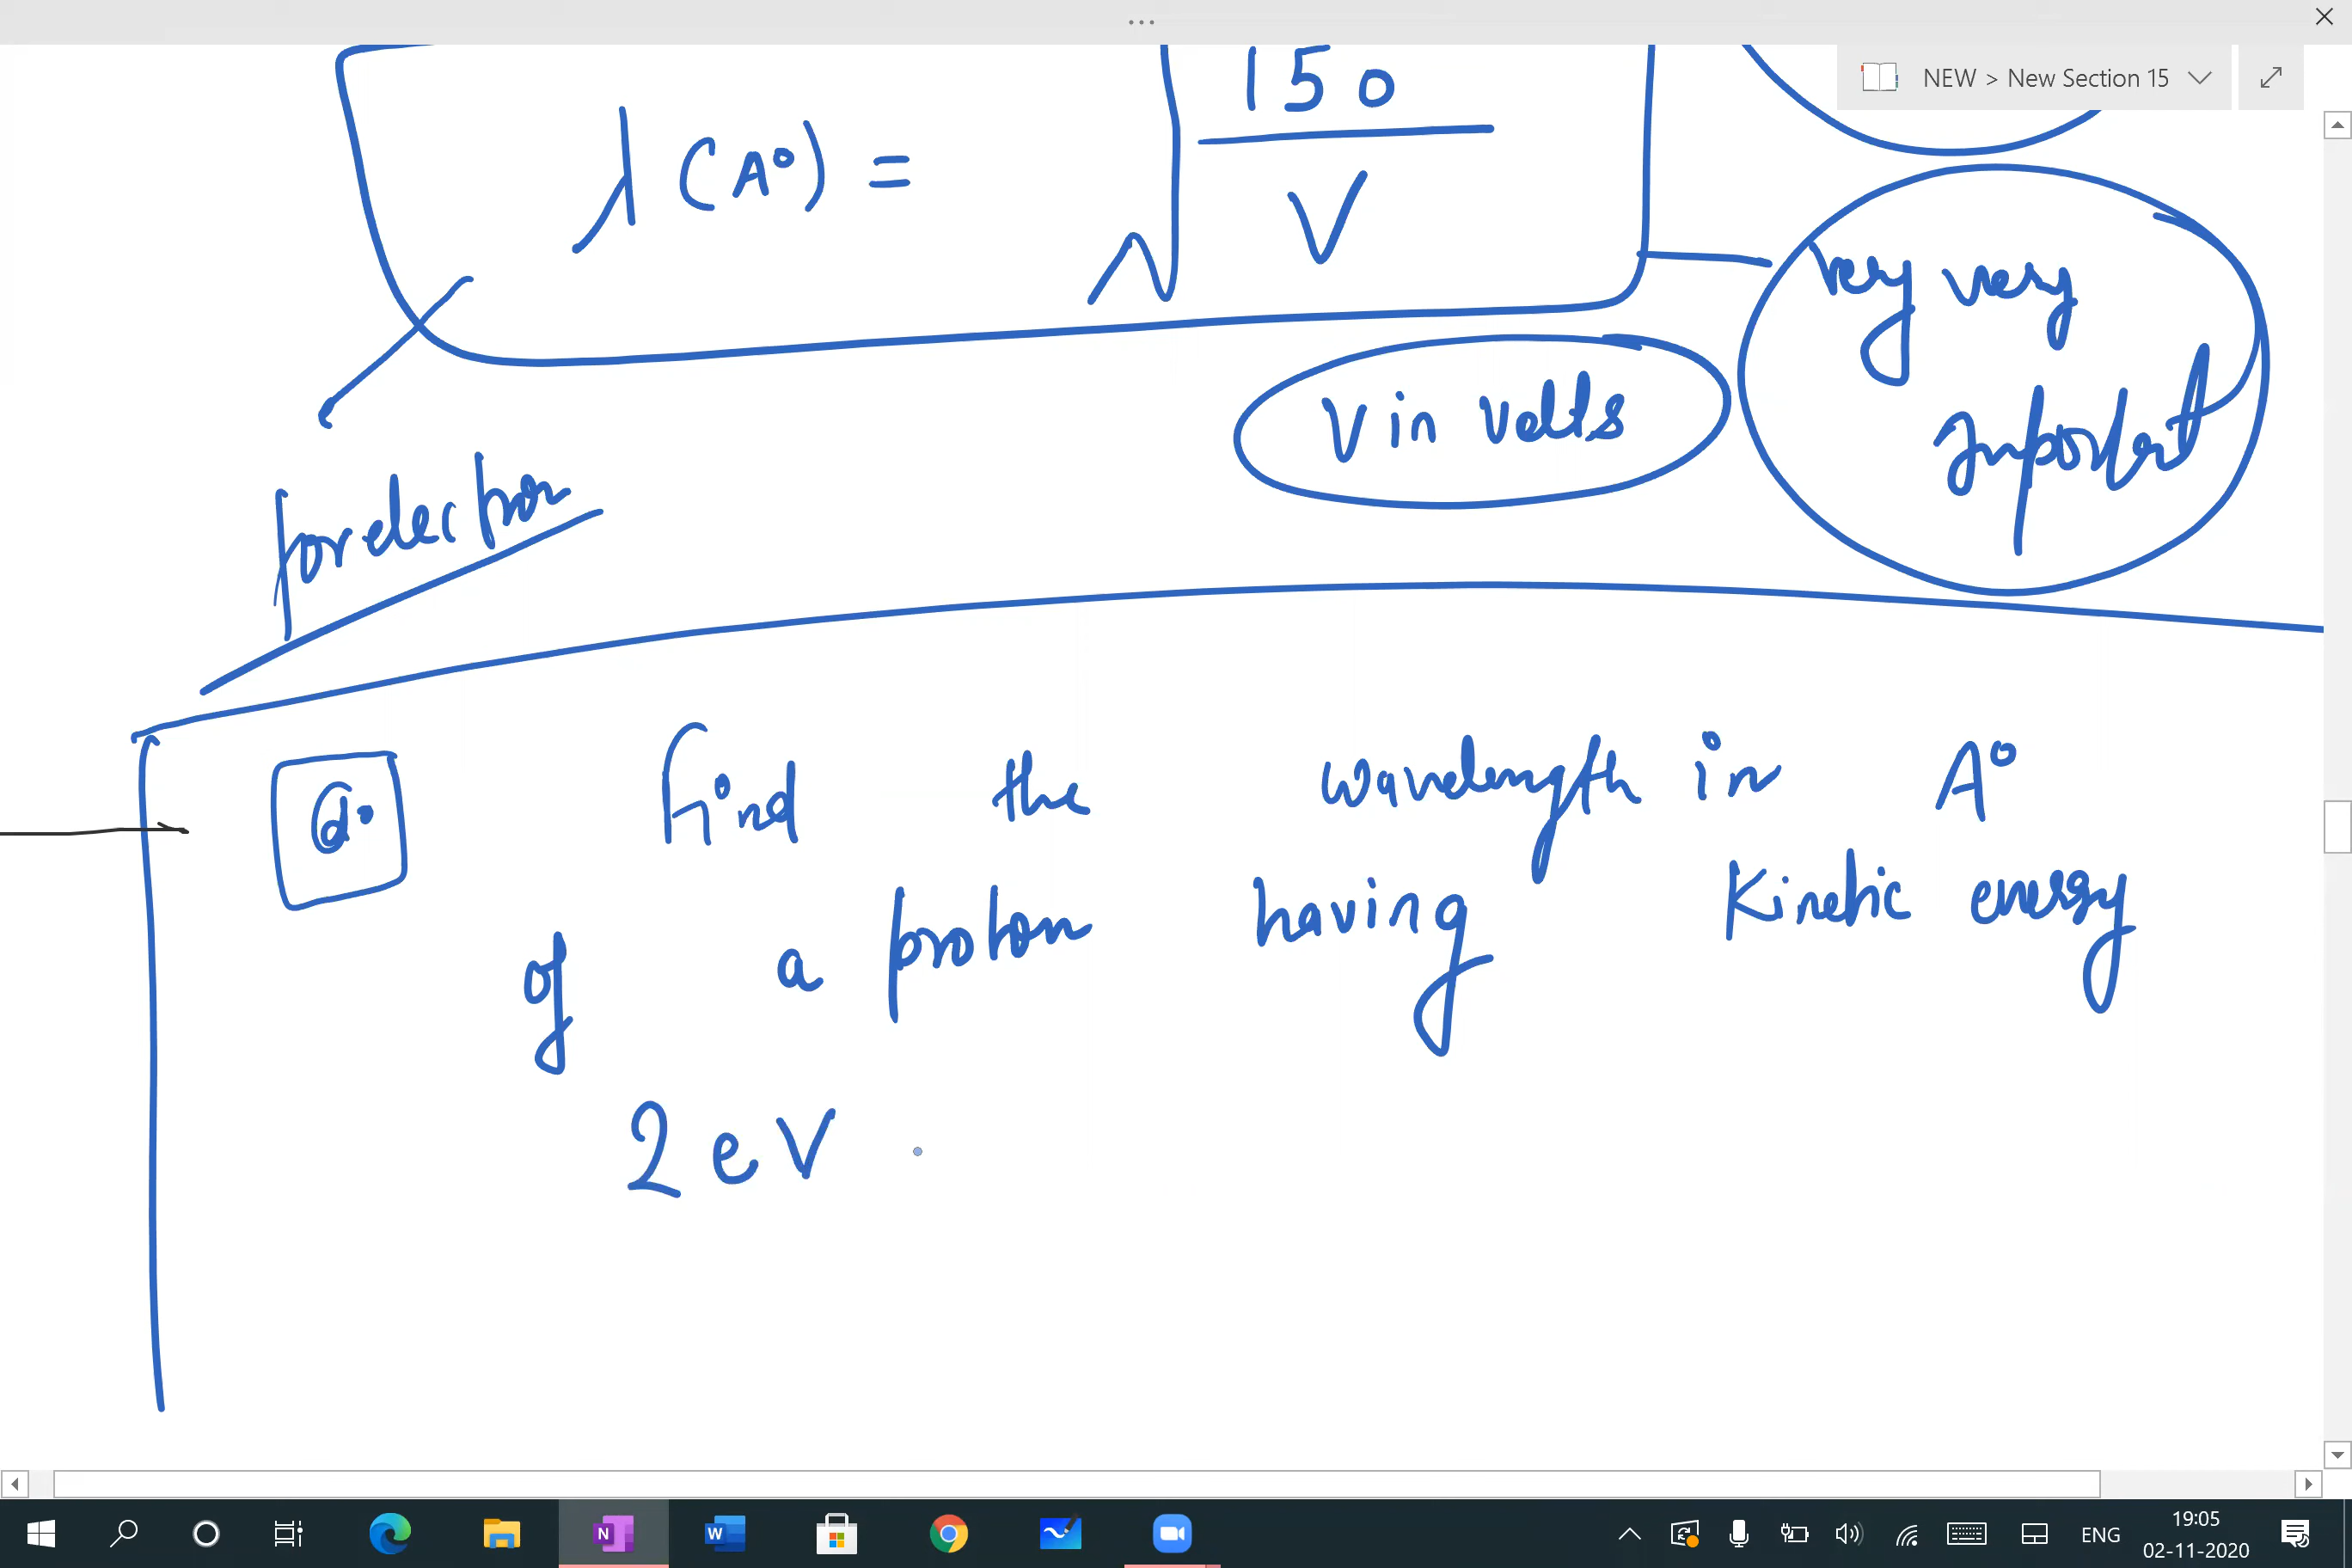 NEW > New Section 15
λ (A°) = √150/V
very very
important
V in volts
for electron
Q. Find the wavelength in A°
of a proton having Kinetic energy
2 eV .
ENG
19:05
02-11-2020